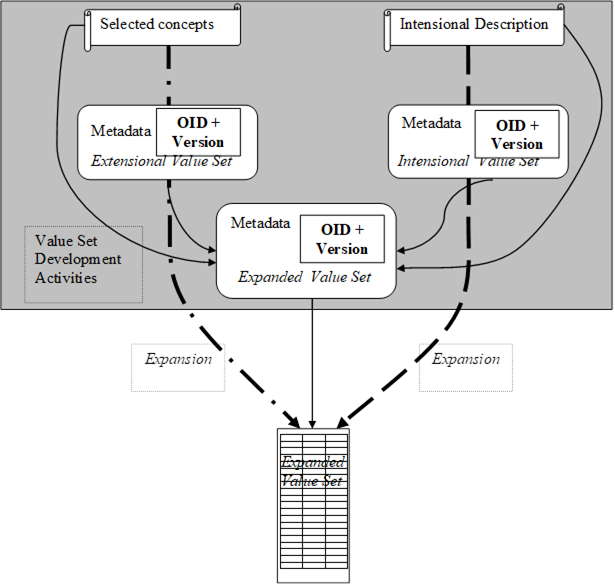 Selected concepts
Intensional Description
Metadata
OID +
Version
Extensional Value Set
Metadata
OID +
Version
Intensional Value Set
Metadata
OID +
Version
Expanded Value Set
Value Set
Development
Activities
Expansion
Expansion
Expanded
Value Set